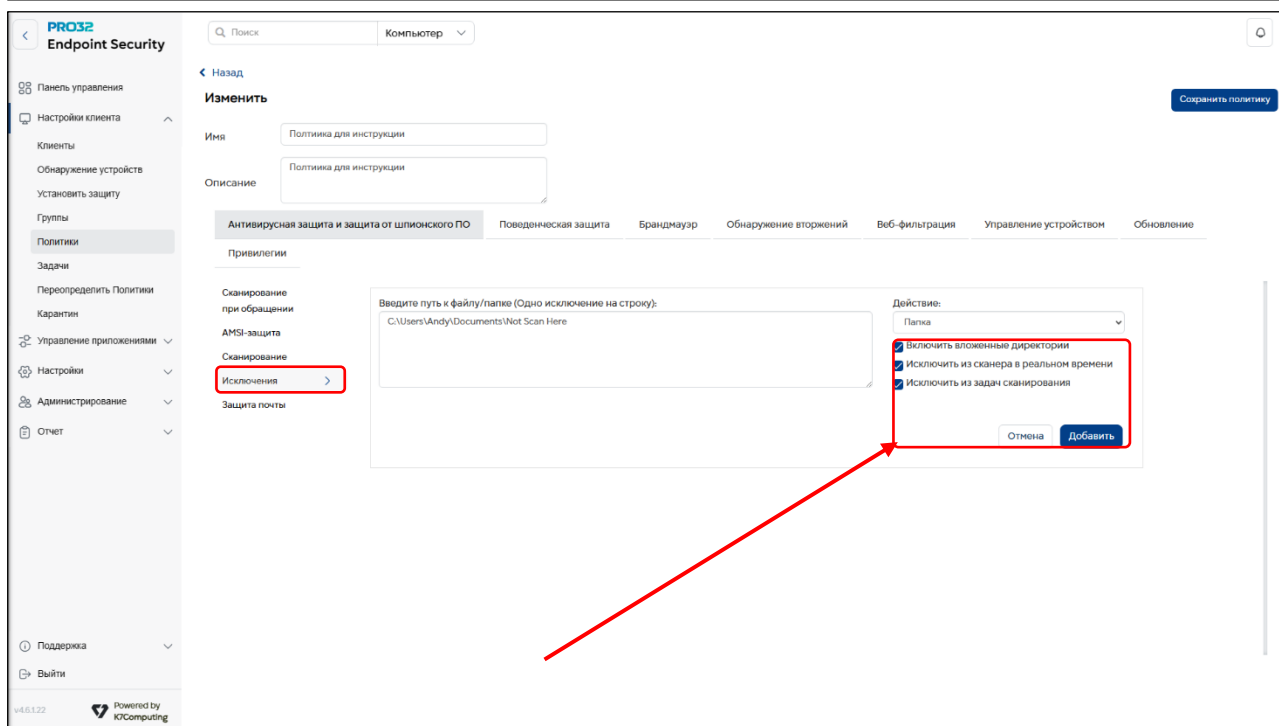 PRO32
Endpoint Security
Поиск
Компьютер
Назад
Изменить
Сохранить политику
Имя
Полтиика для инструкции
Описание
Полтиика для инструкции
Панель управления
Настройки клиента
Клиенты
Обнаружение устройств
Установить защиту
Группы
Политики
Задачи
Переопределить Политики
Карантин
Управление приложениями
Настройки
Администрирование
Отчет
Поддержка
Выйти
v4.6.1.22
Powered by
K7Computing
Антивирусная защита и защита от шпионского ПО
Поведенческая защита
Брандмауэр
Обнаружение вторжений
Веб-фильтрация
Управление устройством
Обновление
Привилегии
Сканирование
при обращении
AMSI-защита
Сканирование
Исключения
Защита почты
Введите путь к файлу/папке (Одно исключение на строку):
C:\Users\Andy\Documents\Not Scan Here
Действие:
Папка
Включить вложенные директории
Исключить из сканера в реальном времени
Исключить из задач сканирования
Отмена
Добавить